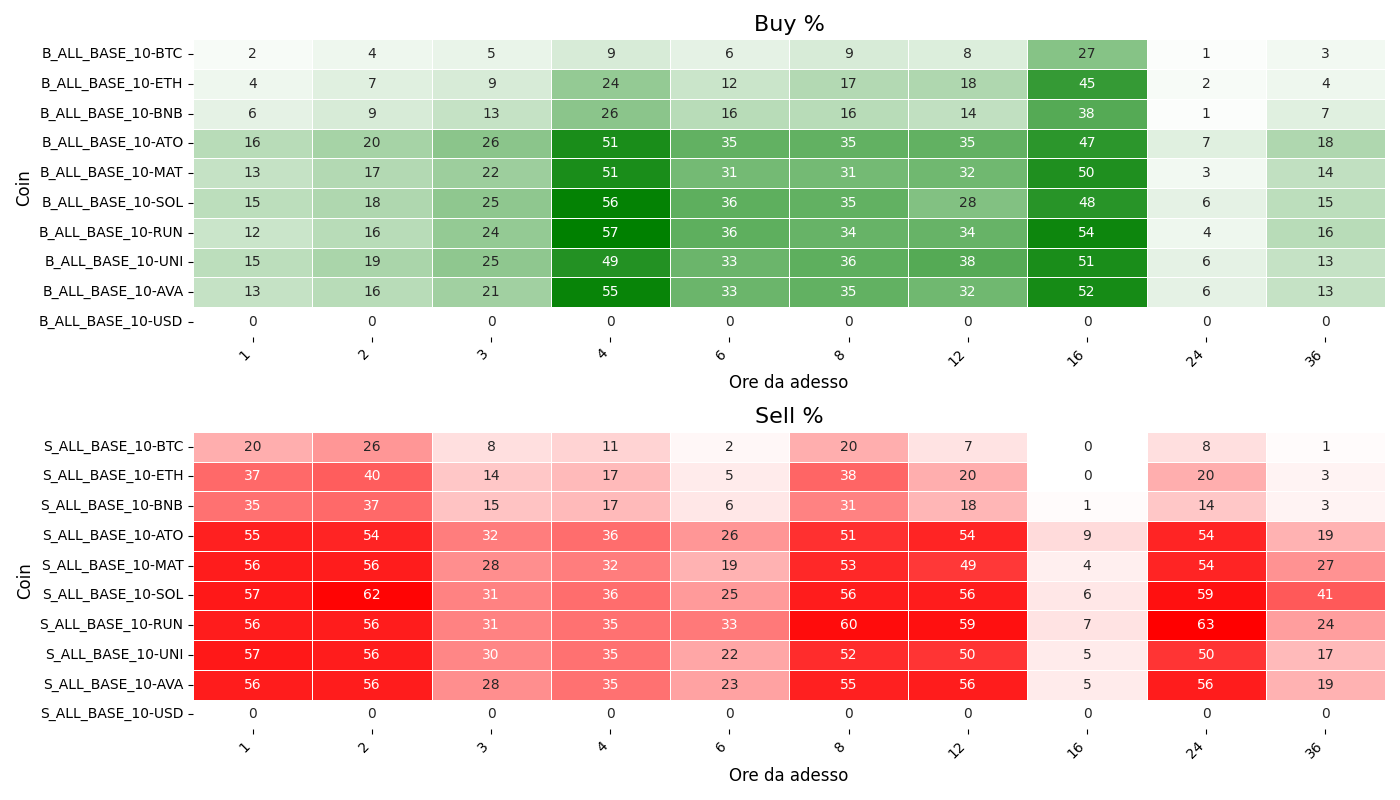 Buy %
Coin
B_ALL_BASE_10-BTC 2 4 5 9 6 9 8 27 1 3
B_ALL_BASE_10-ETH 4 7 9 24 12 17 18 45 2 4
B_ALL_BASE_10-BNB 6 9 13 26 16 16 14 38 1 7
B_ALL_BASE_10-ATO 16 20 26 51 35 35 35 47 7 18
B_ALL_BASE_10-MAT 13 17 22 51 31 31 32 50 3 14
B_ALL_BASE_10-SOL 15 18 25 56 36 35 28 48 6 15
B_ALL_BASE_10-RUN 12 16 24 57 36 34 34 54 4 16
B_ALL_BASE_10-UNI 15 19 25 49 33 36 38 51 6 13
B_ALL_BASE_10-AVA 13 16 21 55 33 35 32 52 6 13
B_ALL_BASE_10-USD 0 0 0 0 0 0 0 0 0 0
1 2 3 4 6 8 12 16 24 36
Ore da adesso
Sell %
Coin
S_ALL_BASE_10-BTC 20 26 8 11 2 20 7 0 8 1
S_ALL_BASE_10-ETH 37 40 14 17 5 38 20 0 20 3
S_ALL_BASE_10-BNB 35 37 15 17 6 31 18 1 14 3
S_ALL_BASE_10-ATO 55 54 32 36 26 51 54 9 54 19
S_ALL_BASE_10-MAT 56 56 28 32 19 53 49 4 54 27
S_ALL_BASE_10-SOL 57 62 31 36 25 56 56 6 59 41
S_ALL_BASE_10-RUN 56 56 31 35 33 60 59 7 63 24
S_ALL_BASE_10-UNI 57 56 30 35 22 52 50 5 50 17
S_ALL_BASE_10-AVA 56 56 28 35 23 55 56 5 56 19
S_ALL_BASE_10-USD 0 0 0 0 0 0 0 0 0 0
1 2 3 4 6 8 12 16 24 36
Ore da adesso